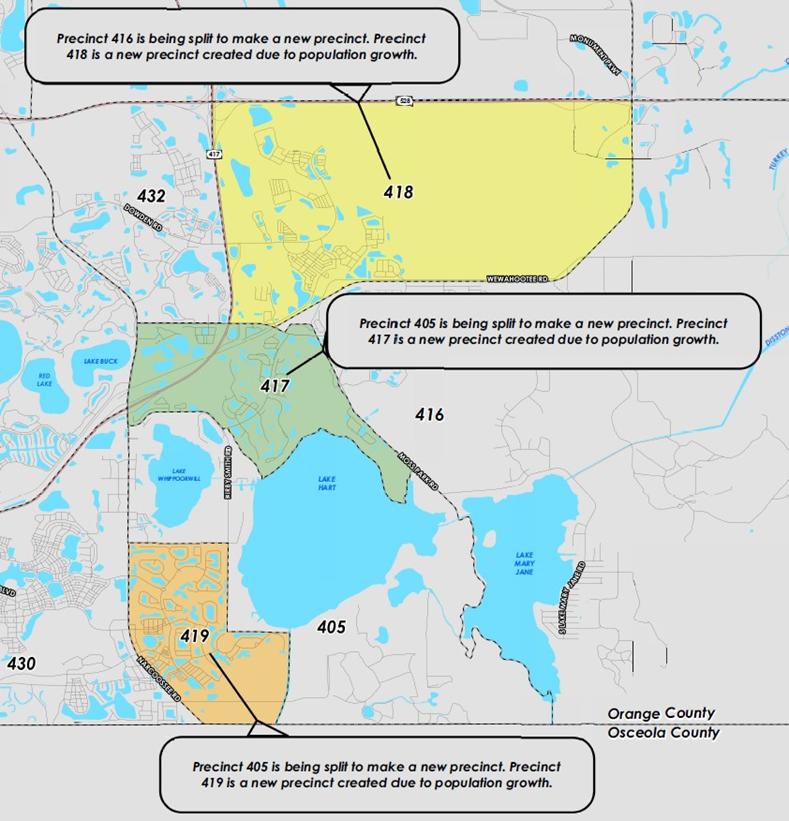 Precinct 416 is being split to make a new precinct. Precinct
418 is a new precinct created due to population growth.
MONUMENT PKWY
528
417
TURKEY
432
418
DOWDEN RD
WEWAHOOTEE RD
Precinct 405 is being split to make a new precinct. Precinct
417 is a new precinct created due to population growth.
LAKE BUCK
RED
LAKE
417
416
MOSS PARK RD
LAKE
WHIPPOORWILL
KIRBY SMITH RD
LAKE
HART
LAKE
MARY
JANE
S LAKE MARY JANE RD
BLVD
419
405
430
NARCOOSSEE RD
Orange County
Osceola County
Precinct 405 is being split to make a new precinct. Precinct
419 is a new precinct created due to population growth.